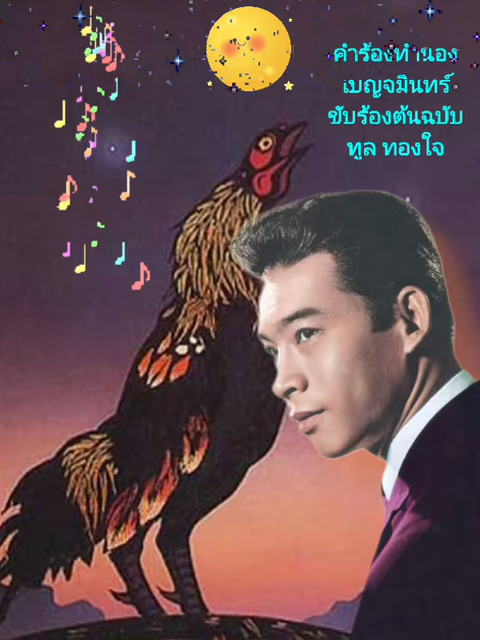 คำร้องทำนอง
เบญจมินทร์
ขับร้องต้นฉบับ
ทูล ทองใจ